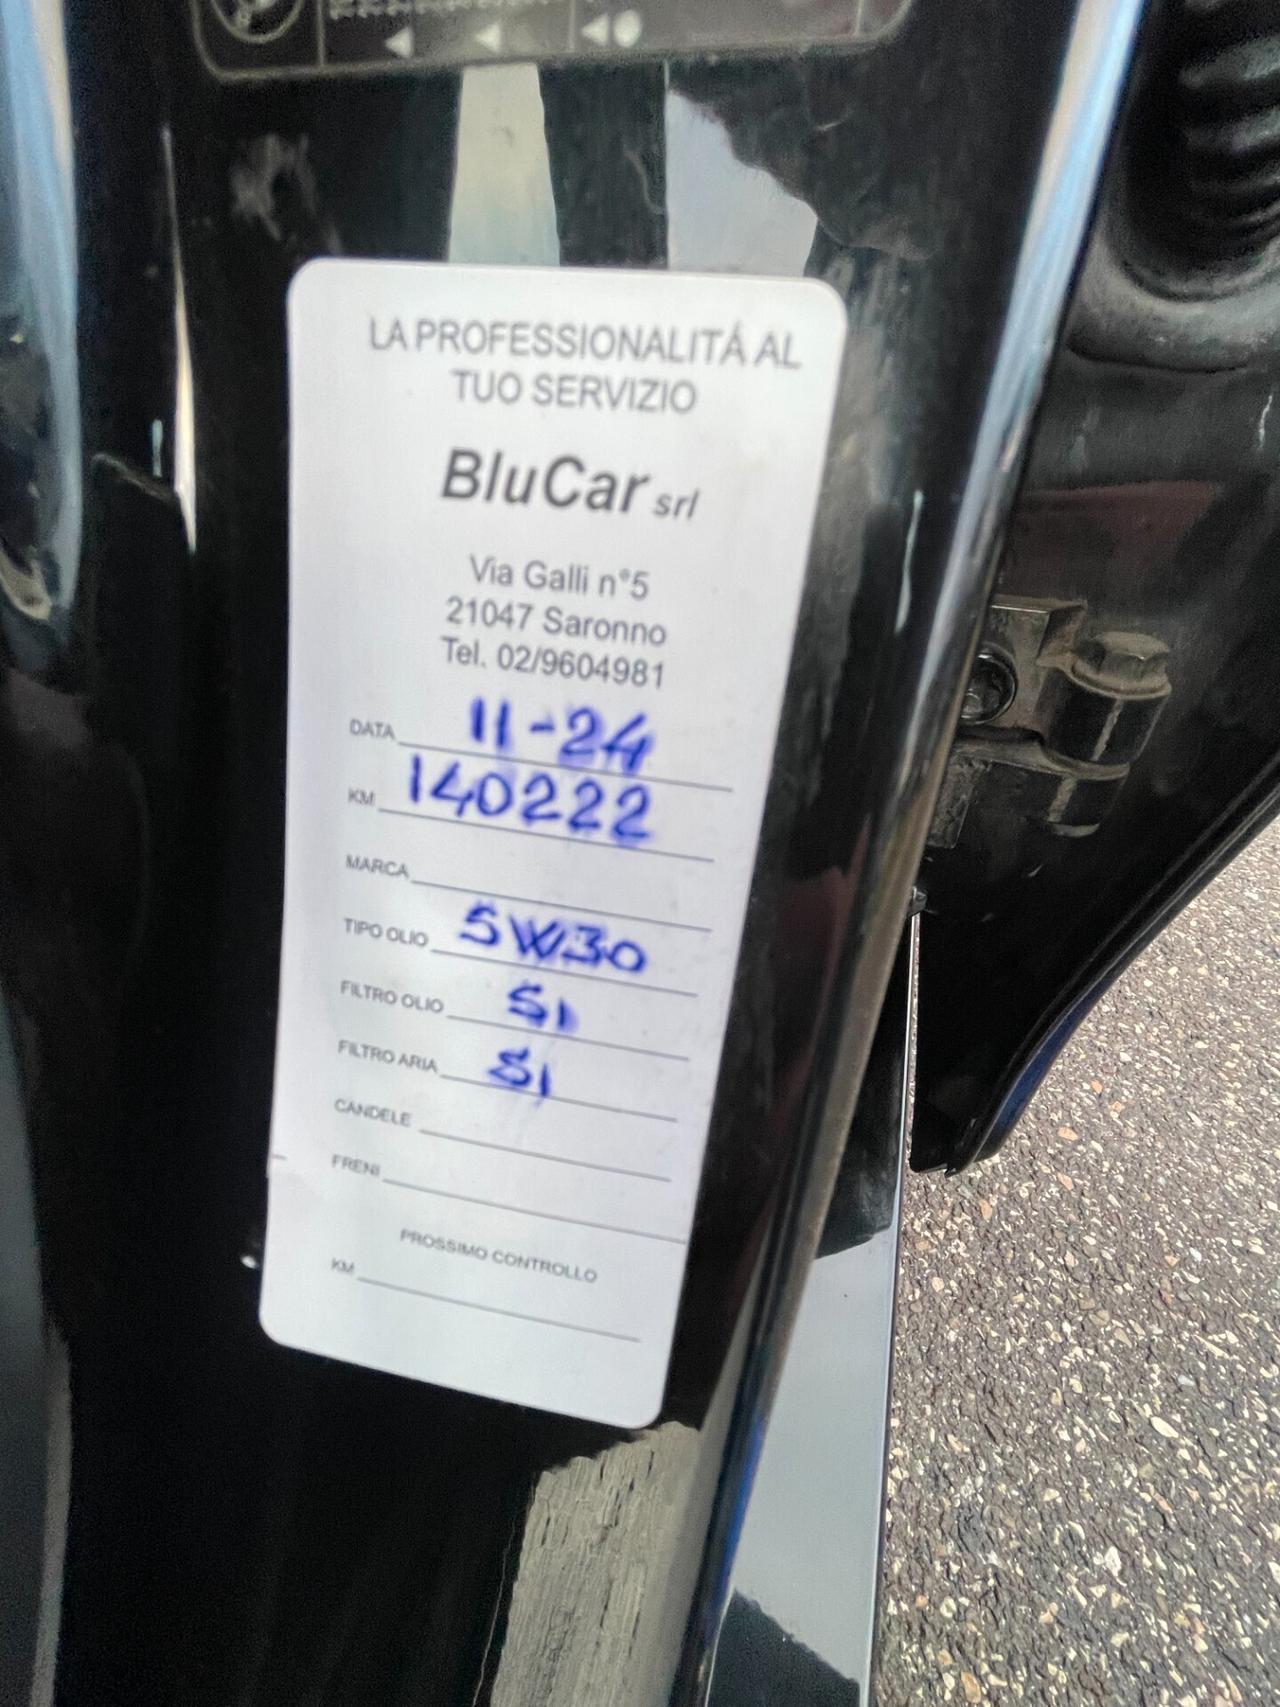 LA PROFESSIONALITÁ AL
TUO SERVIZIO
BluCar srl
Via Galli n°5
21047 Saronno
Tel. 02/9604981
DATA 11-24
KM 140222
MARCA
TIPO OLIO 5W30
FILTRO OLIO SI
FILTRO ARIA SI
CANDELE
FRENI
PROSSIMO CONTROLLO
KM